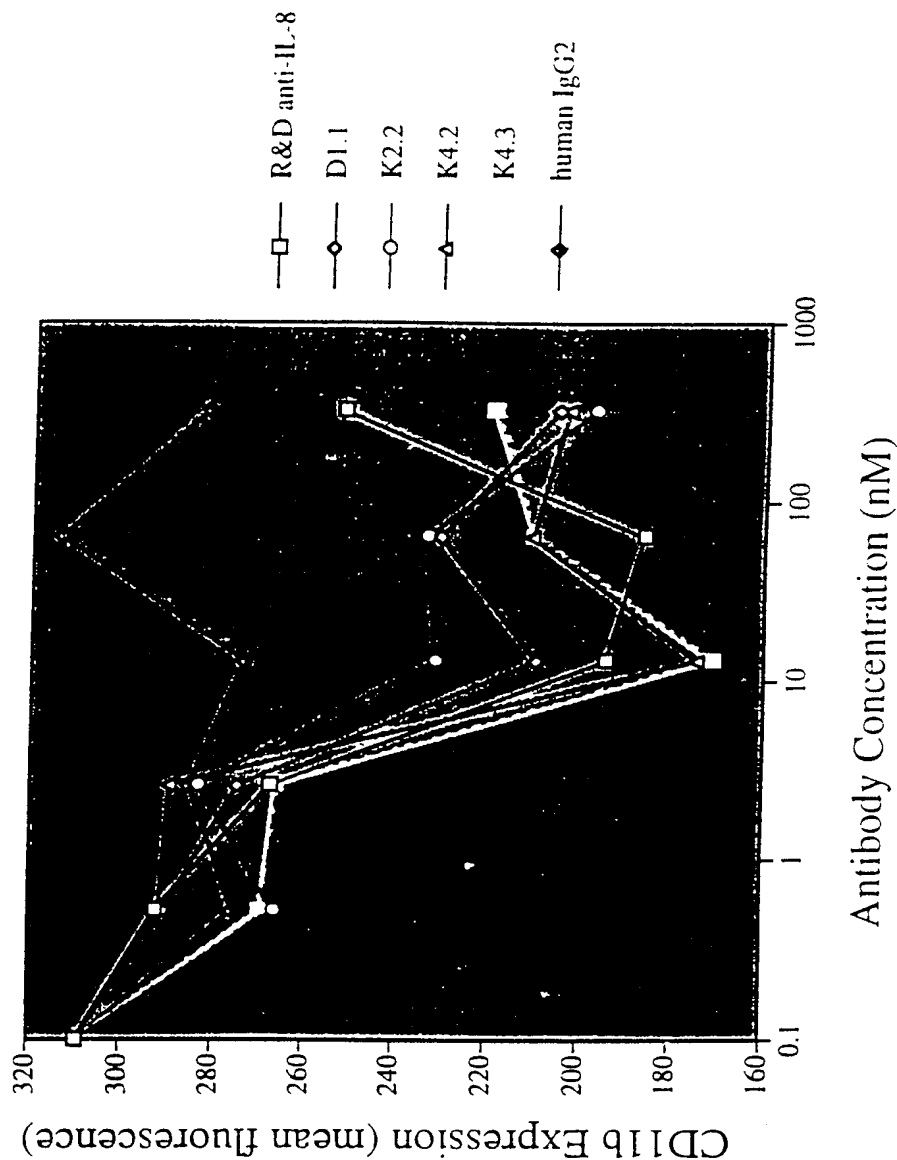 CD11b Expression (mean fluorescence)
320
300
280
260
240
220
200
180
160
0.1
1
10
100
1000
Antibody Concentration (nM)
R&D anti-IL-8
D1.1
K2.2
K4.2
K4.3
human IgG2